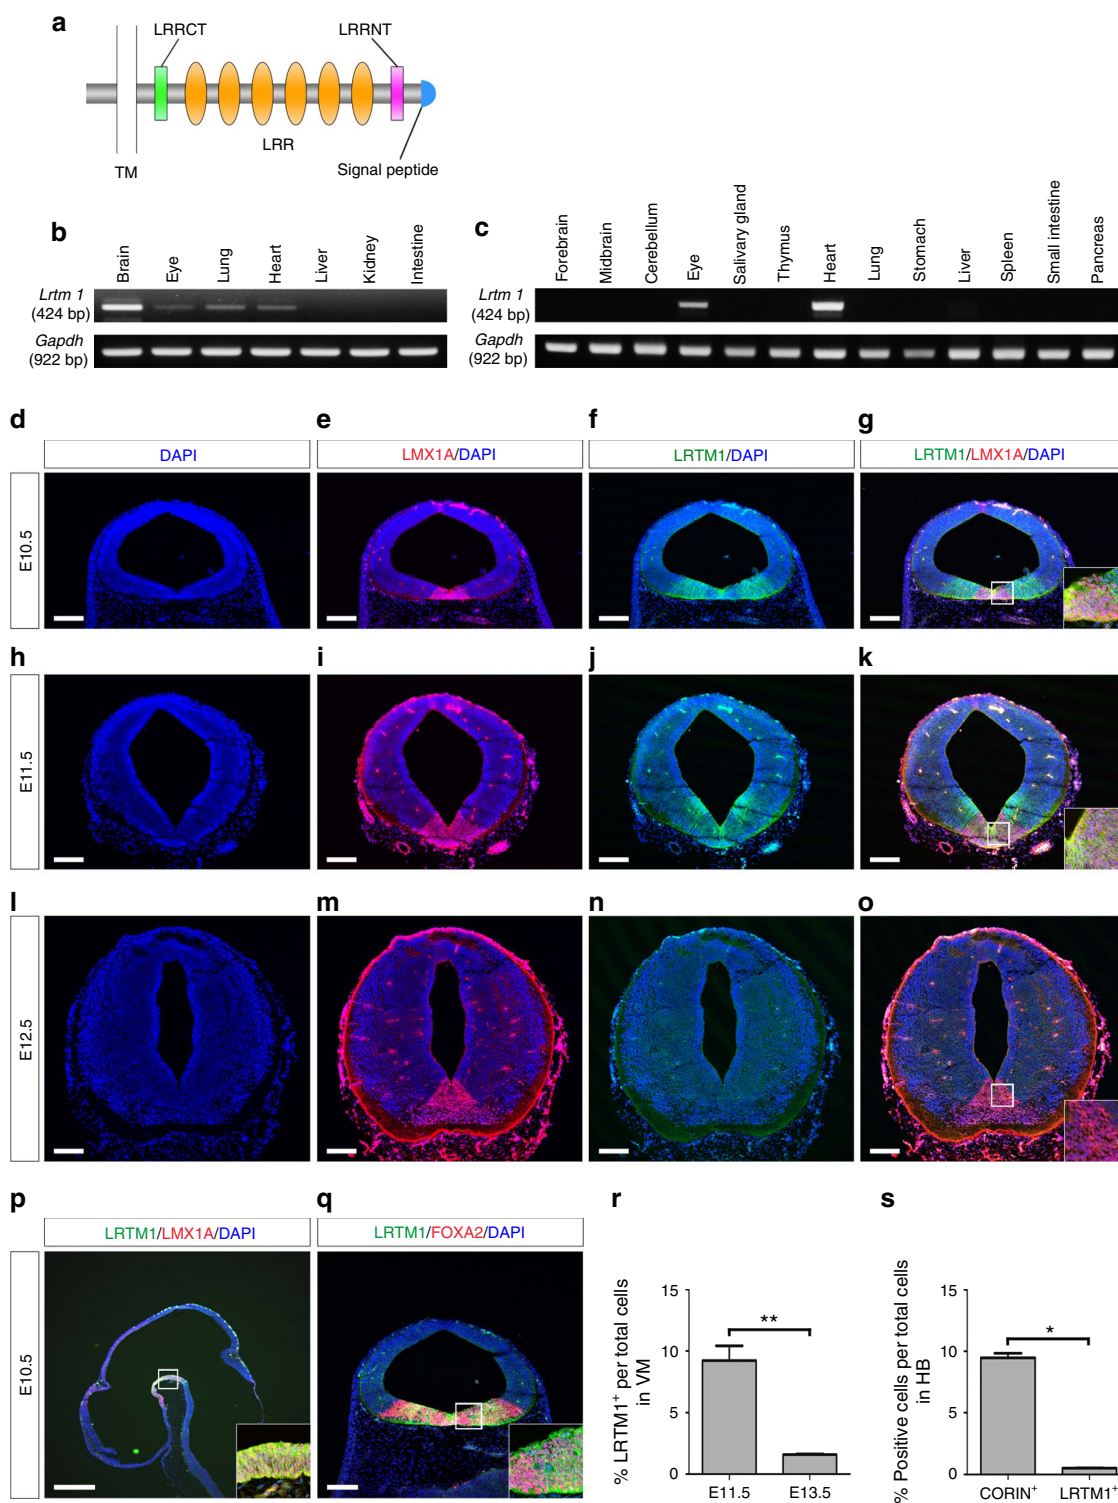 a
LRRCT
LRRNT
LRR
TM
Signal peptide
b
Brain
Eye
Lung
Heart
Liver
Kidney
Intestine
Lrtm 1
(424 bp)
Gapdh
(922 bp)
c
Forebrain
Midbrain
Cerebellum
Eye
Salivary gland
Thymus
Heart
Lung
Stomach
Liver
Spleen
Small intestine
Pancreas
Lrtm 1
(424 bp)
Gapdh
(922 bp)
d
e
f
g
DAPI
LMX1A/DAPI
LRTM1/DAPI
LRTM1/LMX1A/DAPI
E10.5
h
i
j
k
E11.5
l
m
n
o
E12.5
p
q
r
s
LRTM1/LMX1A/DAPI
LRTM1/FOXA2/DAPI
E10.5
% LRTM1⁺ per total cells
in VM
15
10
5
0
**
E11.5
E13.5
% Positive cells per total cells
in HB
15
10
5
0
*
CORIN⁺
LRTM1⁺